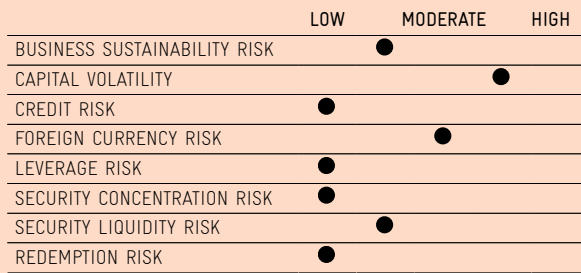 LOW MODERATE HIGH
BUSINESS SUSTAINABILITY RISK
CAPITAL VOLATILITY
CREDIT RISK
FOREIGN CURRENCY RISK
LEVERAGE RISK
SECURITY CONCENTRATION RISK
SECURITY LIQUIDITY RISK
REDEMPTION RISK